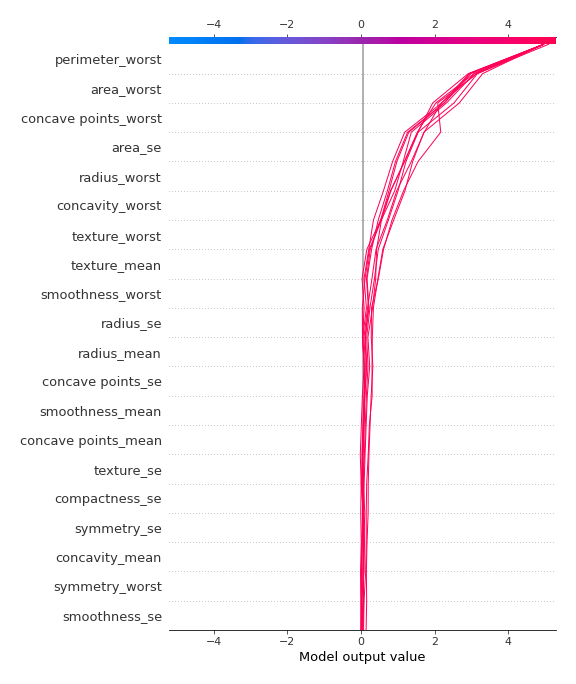 −4 −2 0 2 4
perimeter_worst
area_worst
concave points_worst
area_se
radius_worst
concavity_worst
texture_worst
texture_mean
smoothness_worst
radius_se
radius_mean
concave points_se
smoothness_mean
concave points_mean
texture_se
compactness_se
symmetry_se
concavity_mean
symmetry_worst
smoothness_se
−4 −2 0 2 4
Model output value